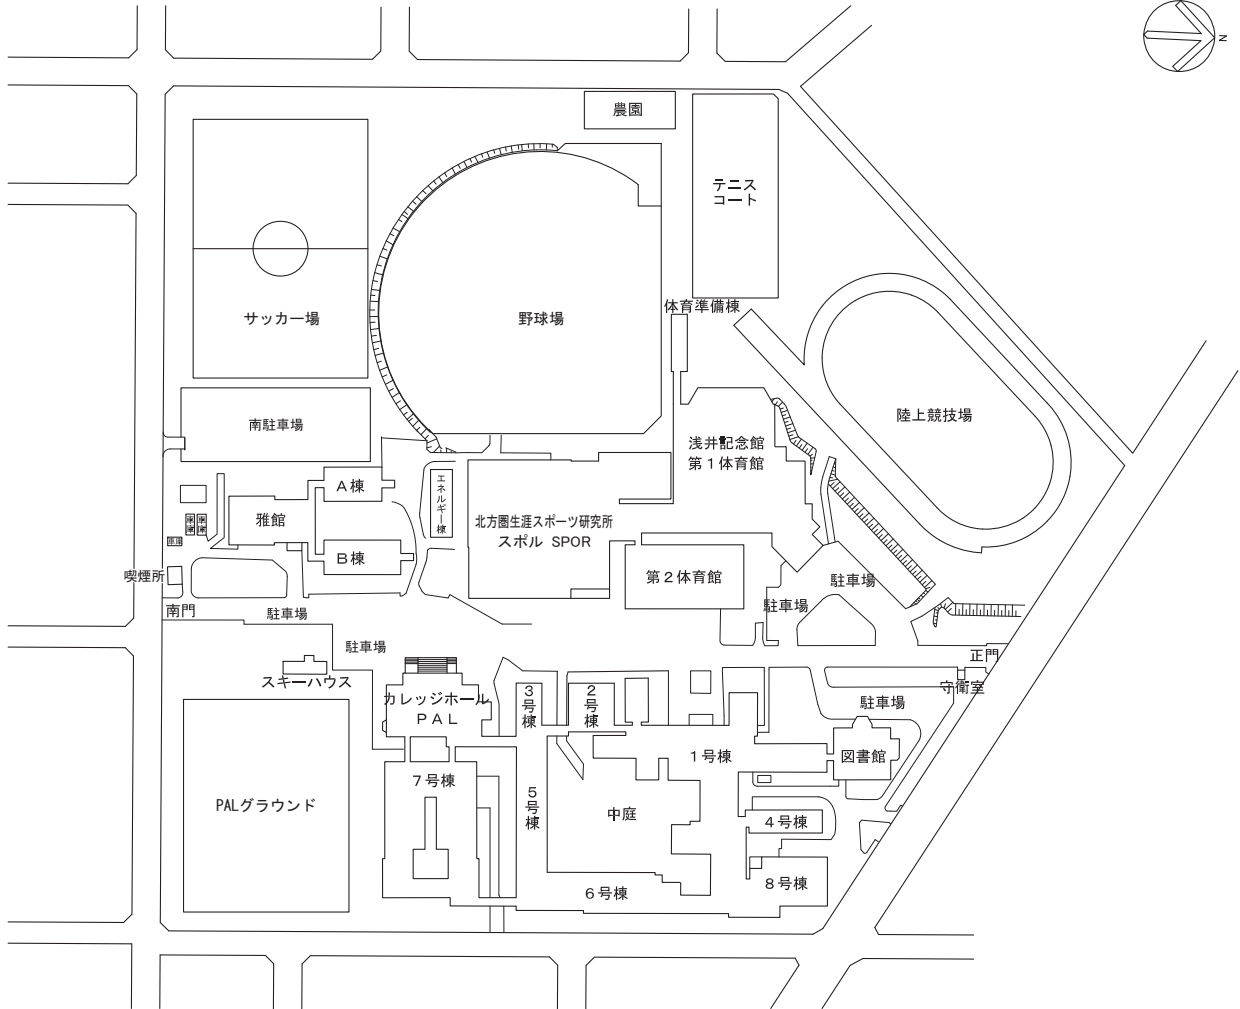 N
農園
テニス
コート
体育準備棟
サッカー場
野球場
陸上競技場
南駐車場
浅井記念館
第1体育館
A棟
エネルギー棟
雅館
北方圏生涯スポーツ研究所
スポル SPOR
B棟
第2体育館
喫煙所
駐車場
駐車場
南門
駐車場
駐車場
正門
スキーハウス
守衛室
カレッジホール
PAL
3号棟
2号棟
駐車場
1号棟
図書館
7号棟
PALグラウンド
5号棟
中庭
4号棟
6号棟
8号棟